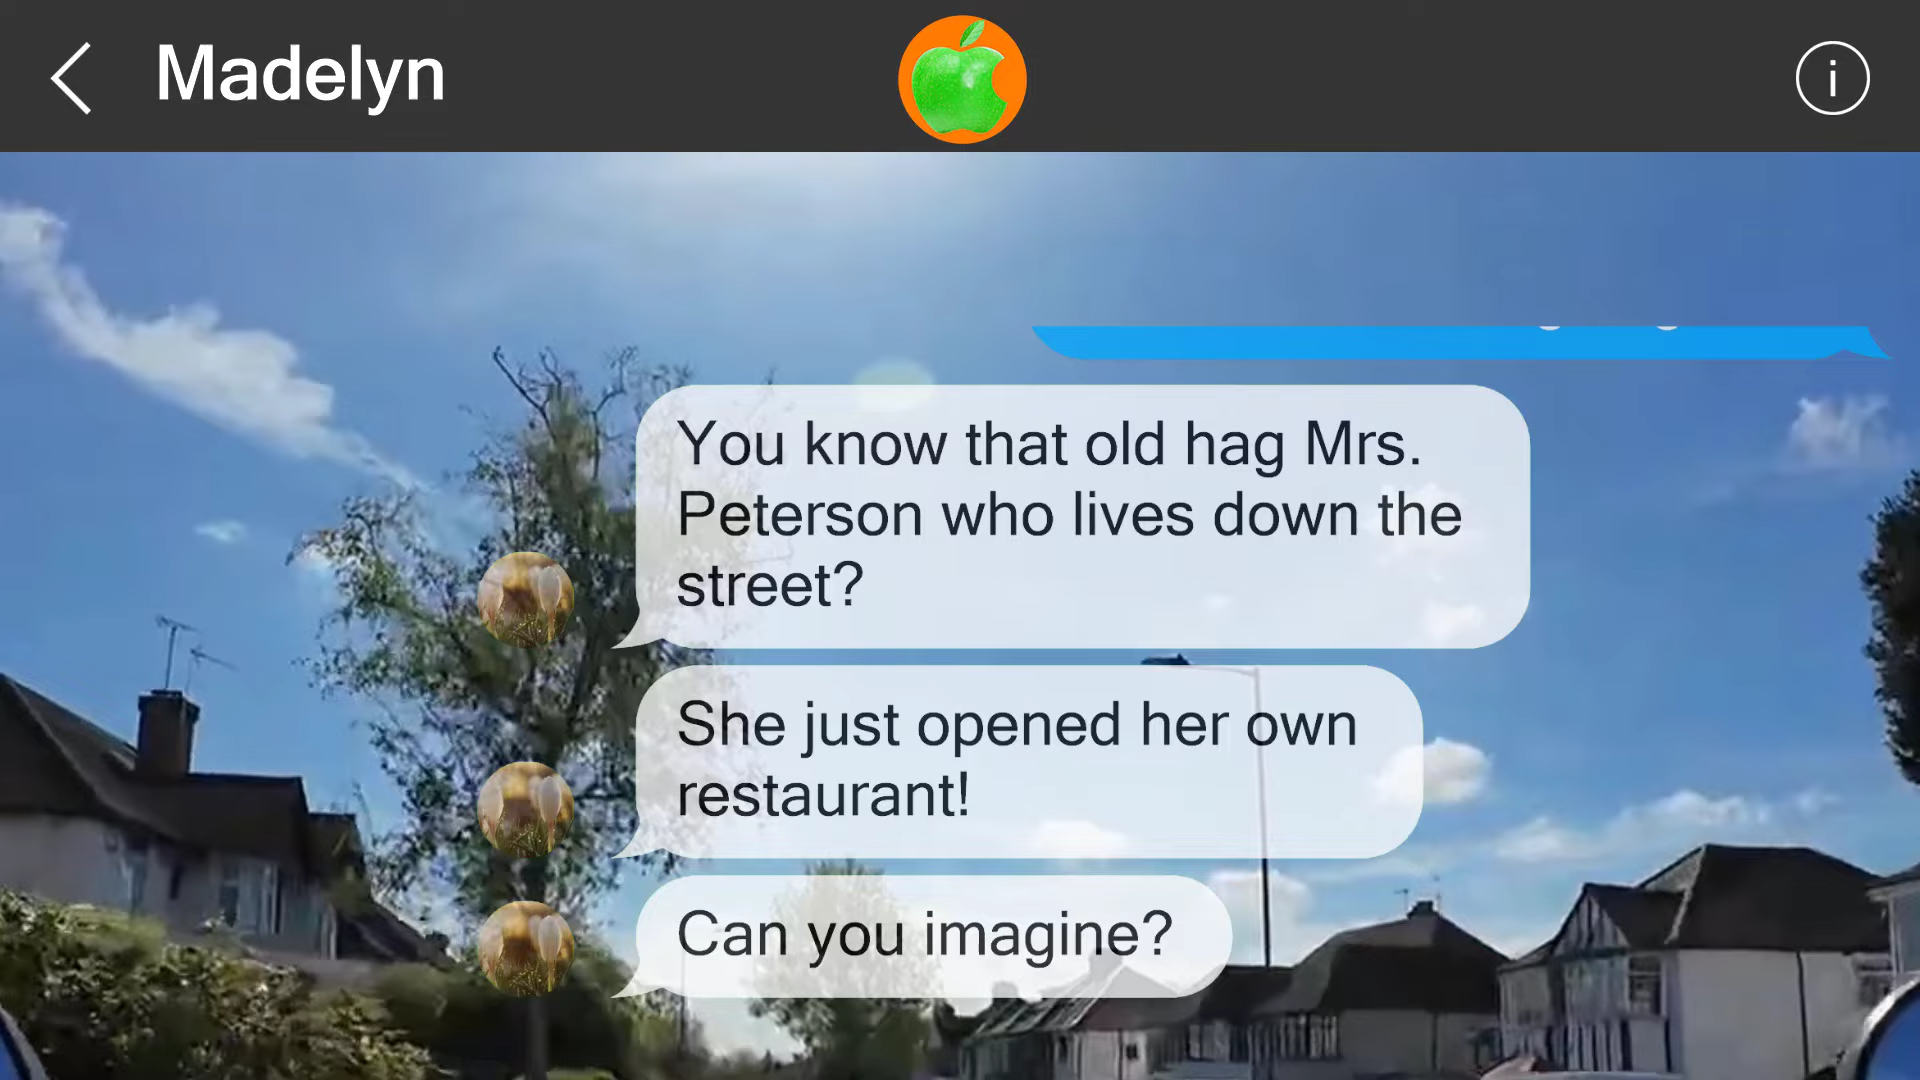 Madelyn
i
You know that old hag Mrs.
Peterson who lives down the
street?
She just opened her own
restaurant!
Can you imagine?